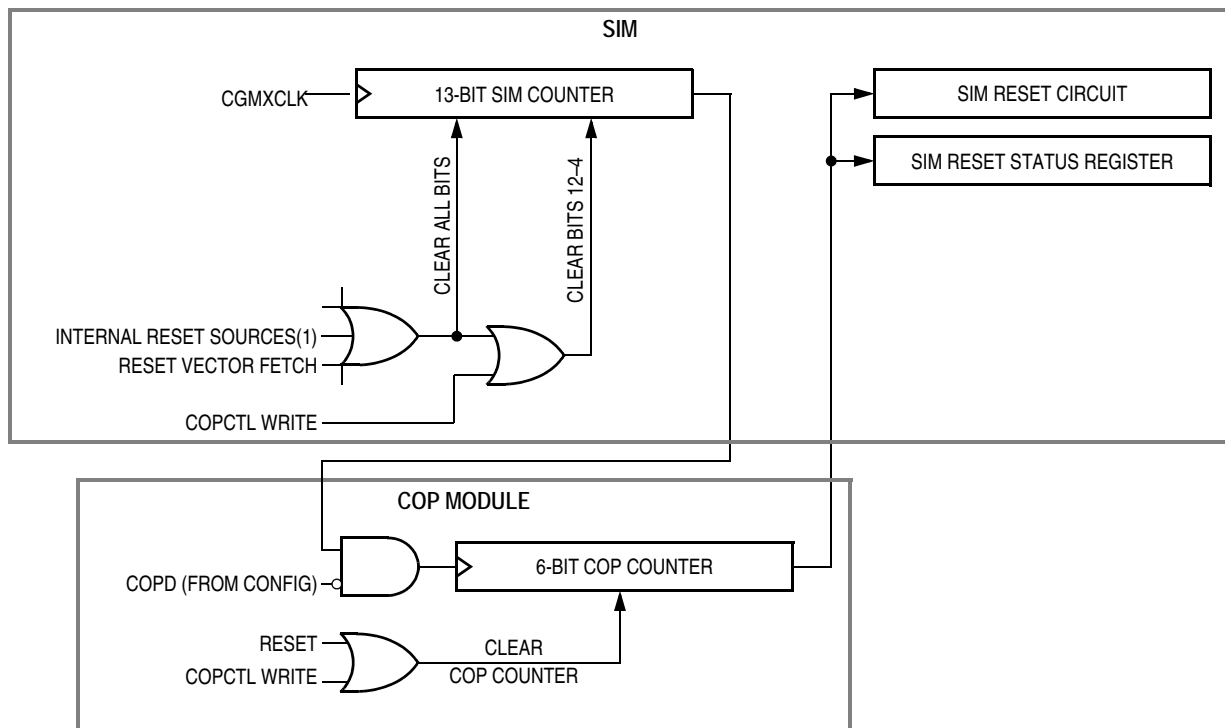 SIM
CGMXCLK
13-BIT SIM COUNTER
SIM RESET CIRCUIT
SIM RESET STATUS REGISTER
CLEAR ALL BITS
CLEAR BITS 12–4
INTERNAL RESET SOURCES(1)
RESET VECTOR FETCH
COPCTL WRITE
COP MODULE
6-BIT COP COUNTER
COPD (FROM CONFIG)
RESET
COPCTL WRITE
CLEAR
COP COUNTER